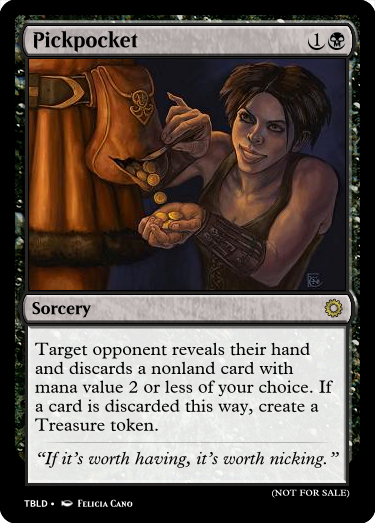 Pickpocket 1
Sorcery
Target opponent reveals their hand
and discards a nonland card with
mana value 2 or less of your choice. If
a card is discarded this way, create a
Treasure token.
“If it’s worth having, it’s worth nicking.”
(NOT FOR SALE)
TBLD • Felicia Cano